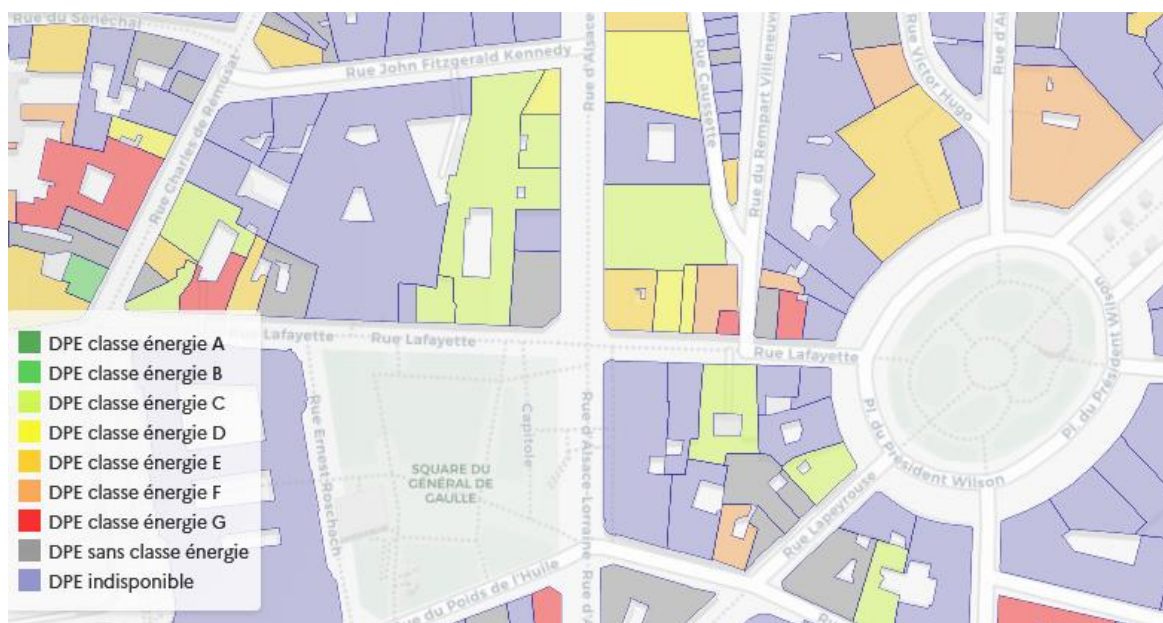 Rue du Sénéchal
Rue John Fitzgerald Kennedy
Rue d'Alsace
Rue Charles de Rémusat
Rue Caussette
Rue du Rempart Villeneuve
Rue Victor Hugo
Rue d'A
Rue Lafayette
Rue Lafayette
Rue Lafayette
Rue Ernest-Roschach
Capitole
SQUARE DU
GÉNÉRAL DE
GAULLE
Rue d'Alsace-Lorraine
Rue d'A
Rue du Poids de l'Huile
Rue Lapeyrouse
Pl. du Président Wilson
Pl. du Président Wilson
DPE classe énergie A
DPE classe énergie B
DPE classe énergie C
DPE classe énergie D
DPE classe énergie E
DPE classe énergie F
DPE classe énergie G
DPE sans classe énergie
DPE indisponible